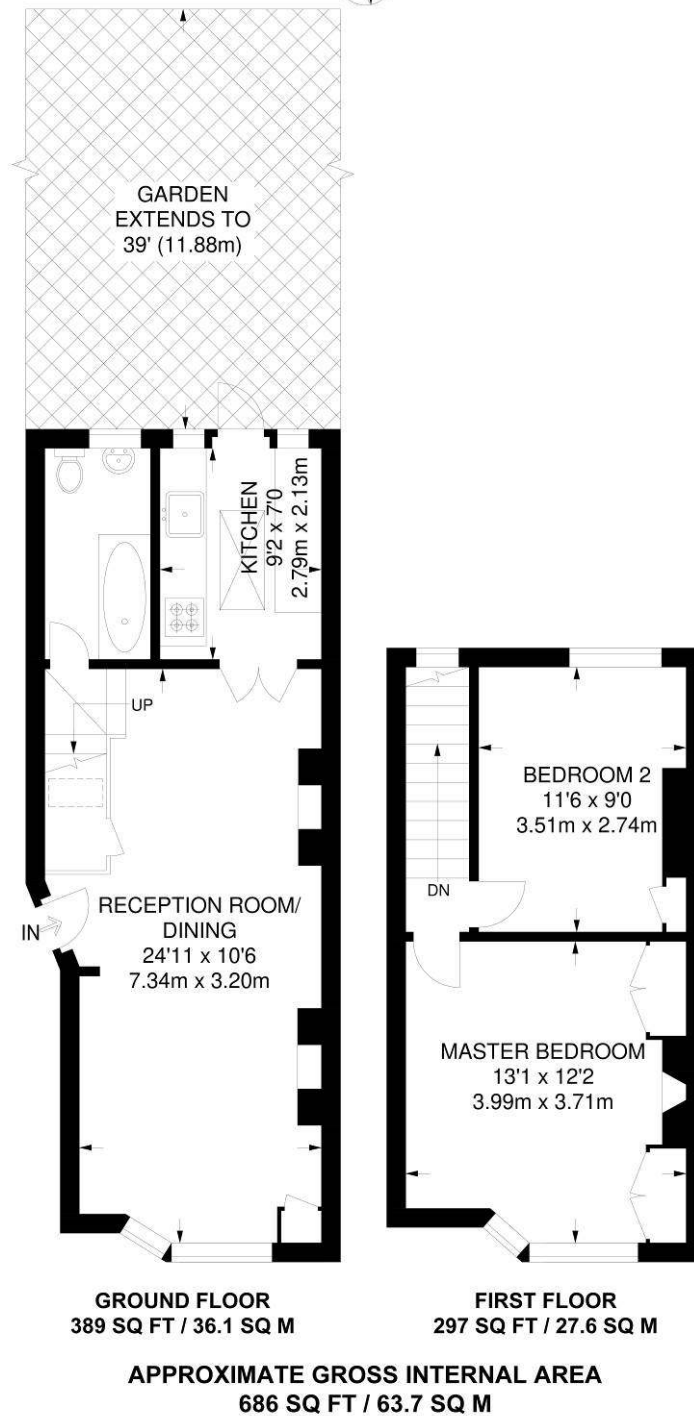 GARDEN
EXTENDS TO
39' (11.88m)
KITCHEN
9'2 x 7'0
2.79m x 2.13m
UP
RECEPTION ROOM/
DINING
24'11 x 10'6
7.34m x 3.20m
IN
BEDROOM 2
11'6 x 9'0
3.51m x 2.74m
DN
MASTER BEDROOM
13'1 x 12'2
3.99m x 3.71m
GROUND FLOOR
389 SQ FT / 36.1 SQ M
FIRST FLOOR
297 SQ FT / 27.6 SQ M
APPROXIMATE GROSS INTERNAL AREA
686 SQ FT / 63.7 SQ M